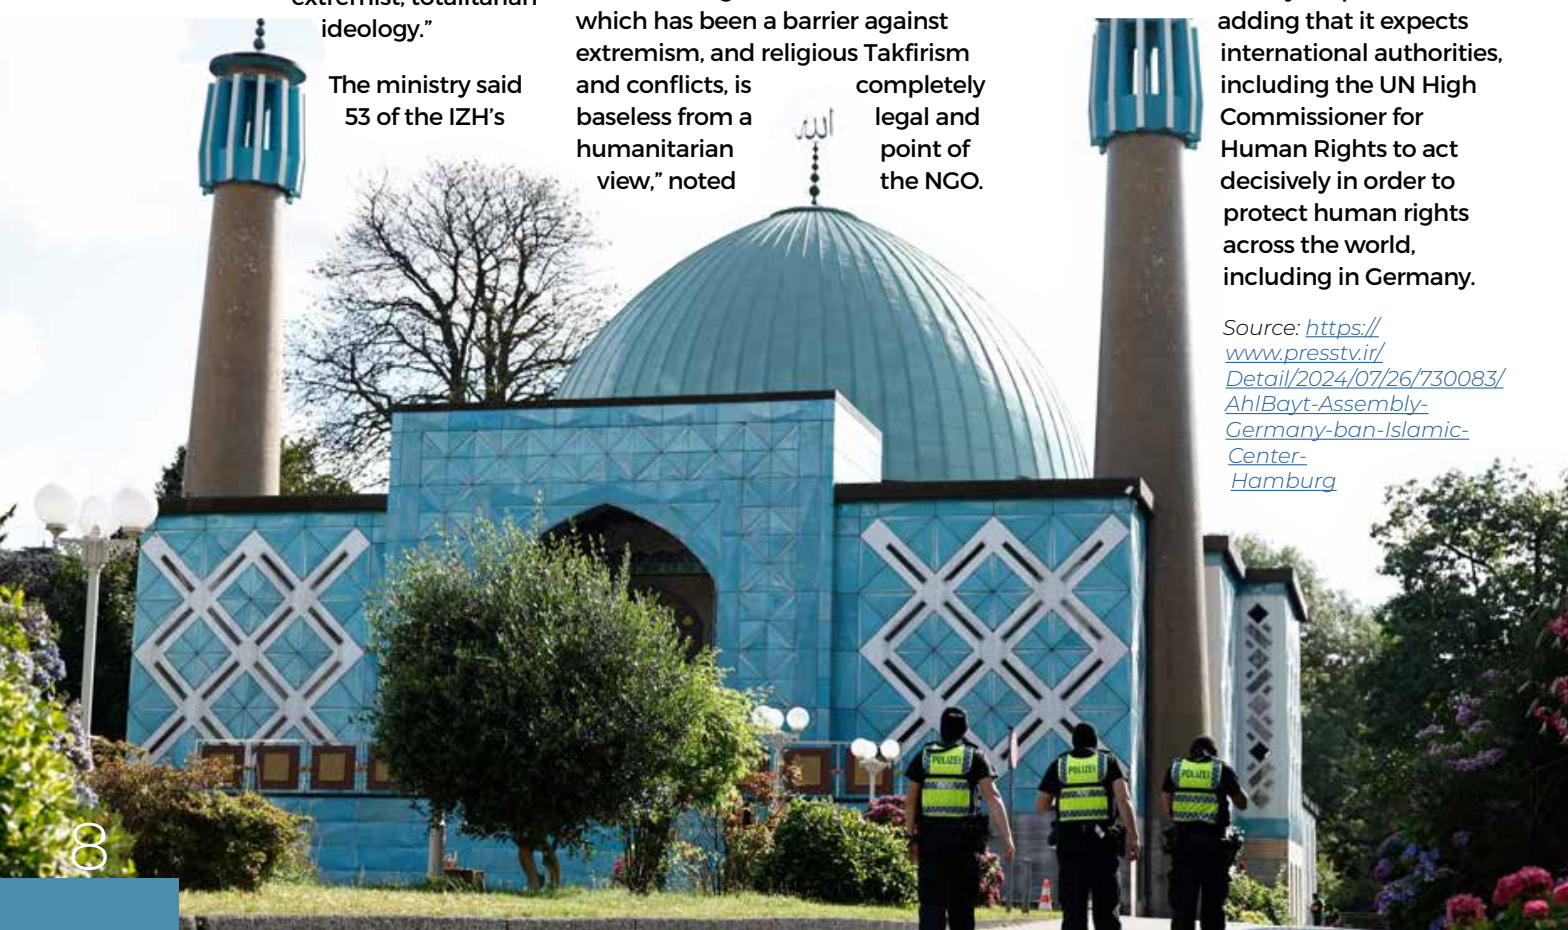 extremist, totalitarian
ideology.”
The ministry said
53 of the IZH’s
which has been a barrier against
extremism, and religious Takfirism
and conflicts, is completely
baseless from a legal and
humanitarian point of
view,” noted the NGO.
adding that it expects
international authorities,
including the UN High
Commissioner for
Human Rights to act
decisively in order to
protect human rights
across the world,
including in Germany.
Source: https://
www.presstv.ir/
Detail/2024/07/26/730083/
AhlBayt-Assembly-
Germany-ban-Islamic-
Center-
Hamburg
الله
POLIZEI
POLIZEI
POLIZEI
8